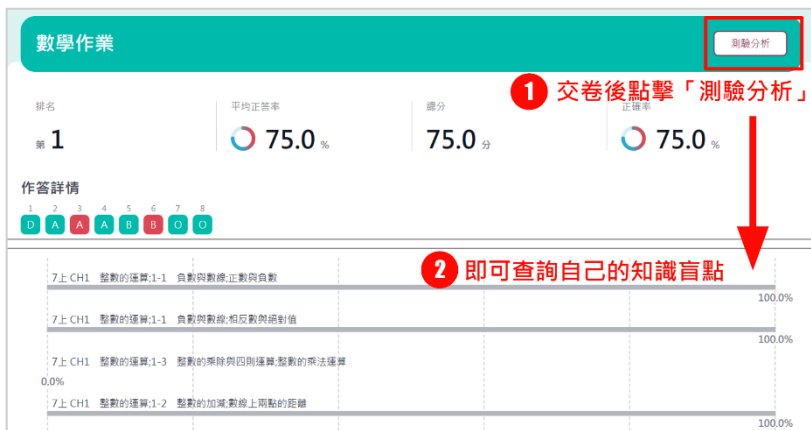 數學作業
測驗分析
1 交卷後點擊「測驗分析」
排名
平均正答率
總分
正確率
第 1
75.0 %
75.0 分
75.0 %
作答詳情
1 2 3 4 5 6 7 8
D A A A B B O O
2 即可查詢自己的知識盲點
7上 CH1 整數的運算;1-1 負數與數線;正數與負數
100.0%
7上 CH1 整數的運算;1-1 負數與數線;相反數與絕對值
100.0%
7上 CH1 整數的運算;1-3 整數的乘除與四則運算;整數的乘法運算
0.0%
7上 CH1 整數的運算;1-2 整數的加減;數線上兩點的距離
100.0%